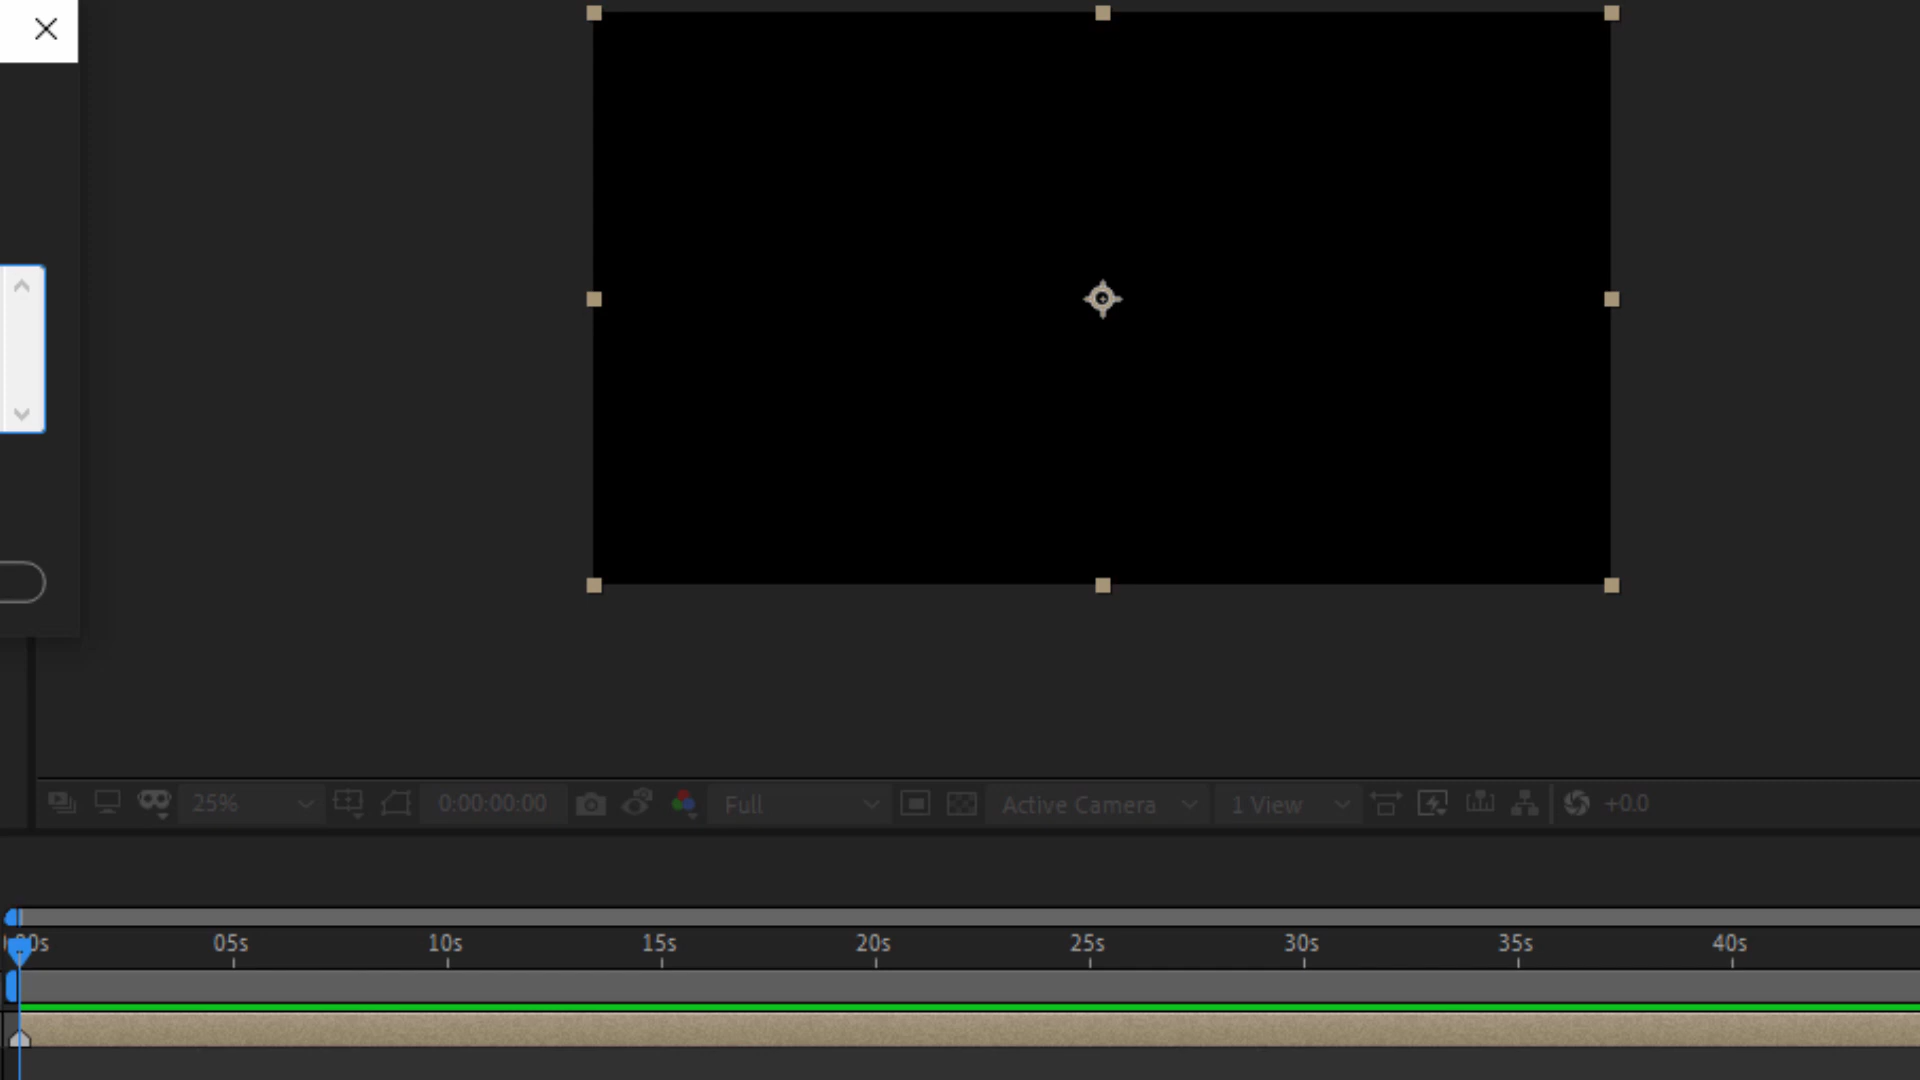 25%
0:00:00:00
Full
Active Camera
1 View
+0.0
05s
10s
15s
20s
25s
30s
35s
40s